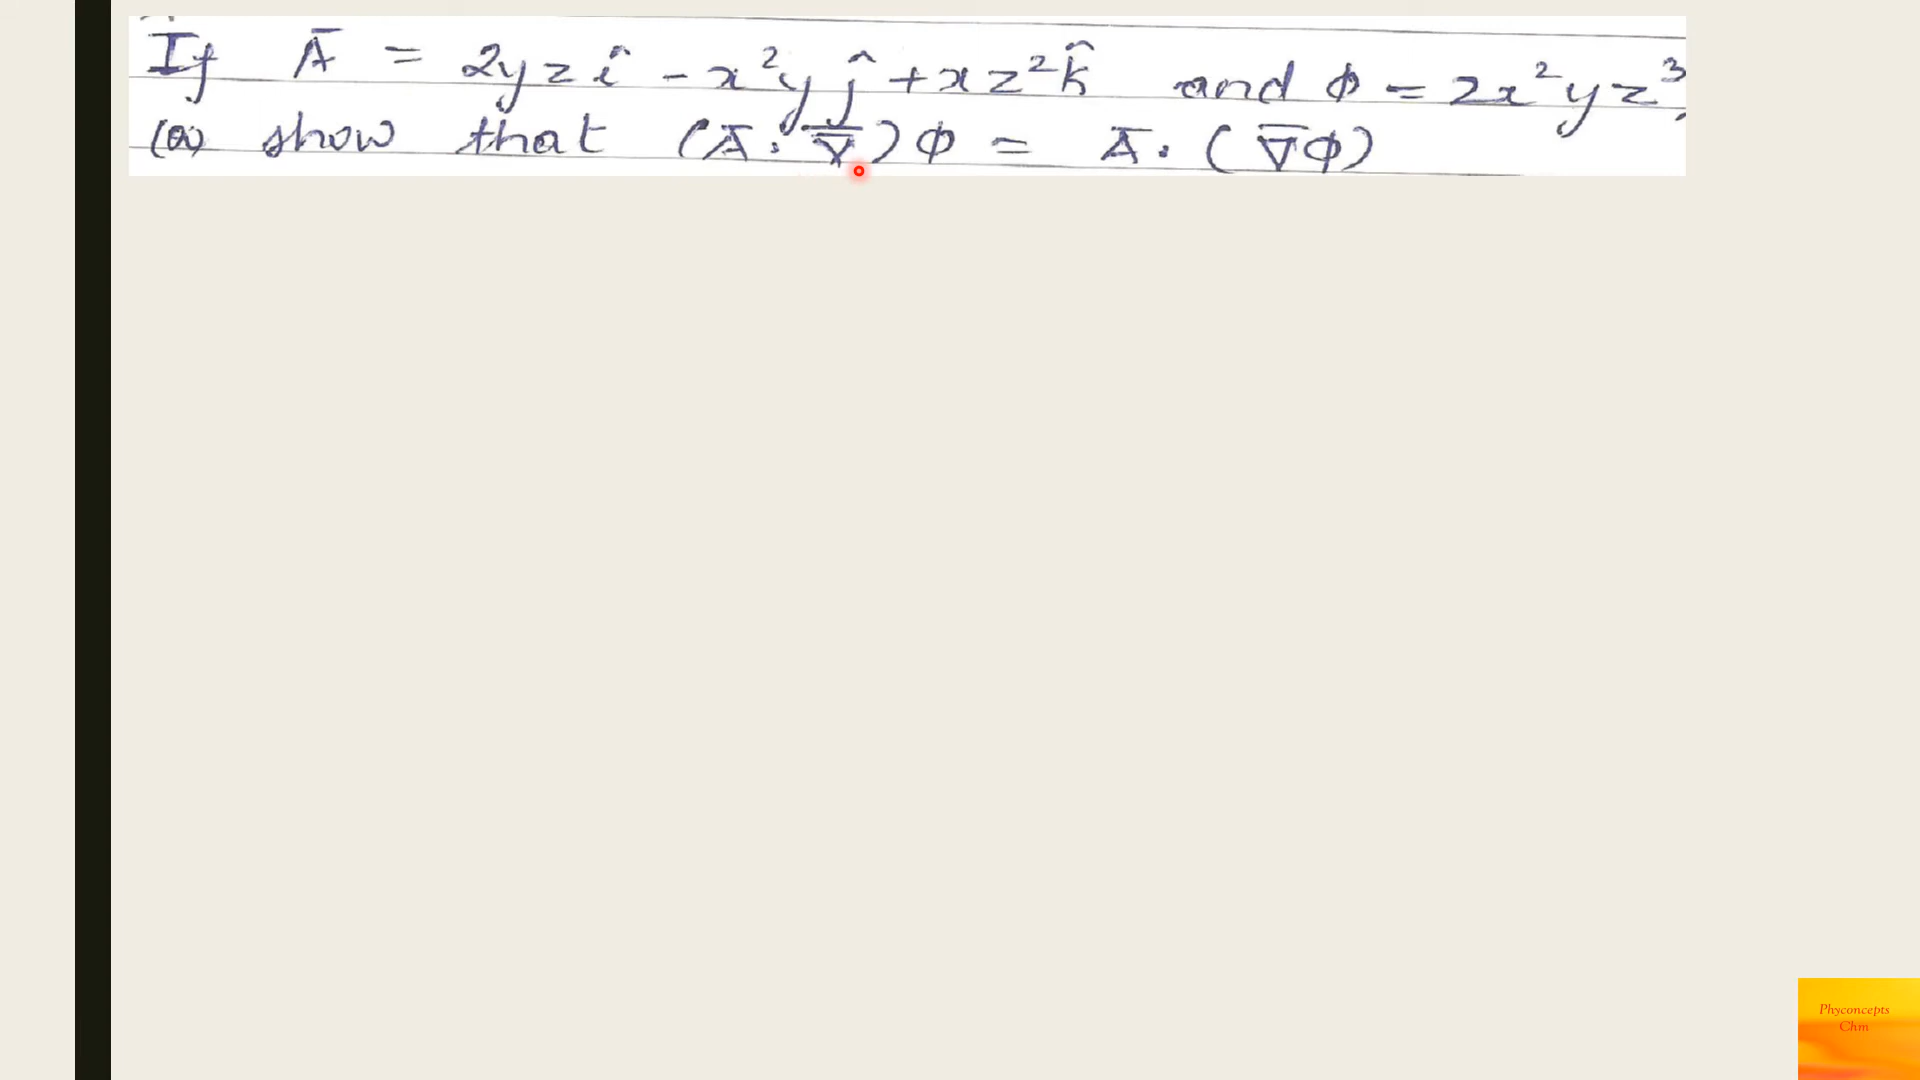 If Ā = 2yz î - x²y ĵ + xz² k̂ and ϕ = 2x²yz³,
(a) show that (Ā . ∇̄)ϕ = Ā . (∇̄ϕ)
Phyconcepts
Chm